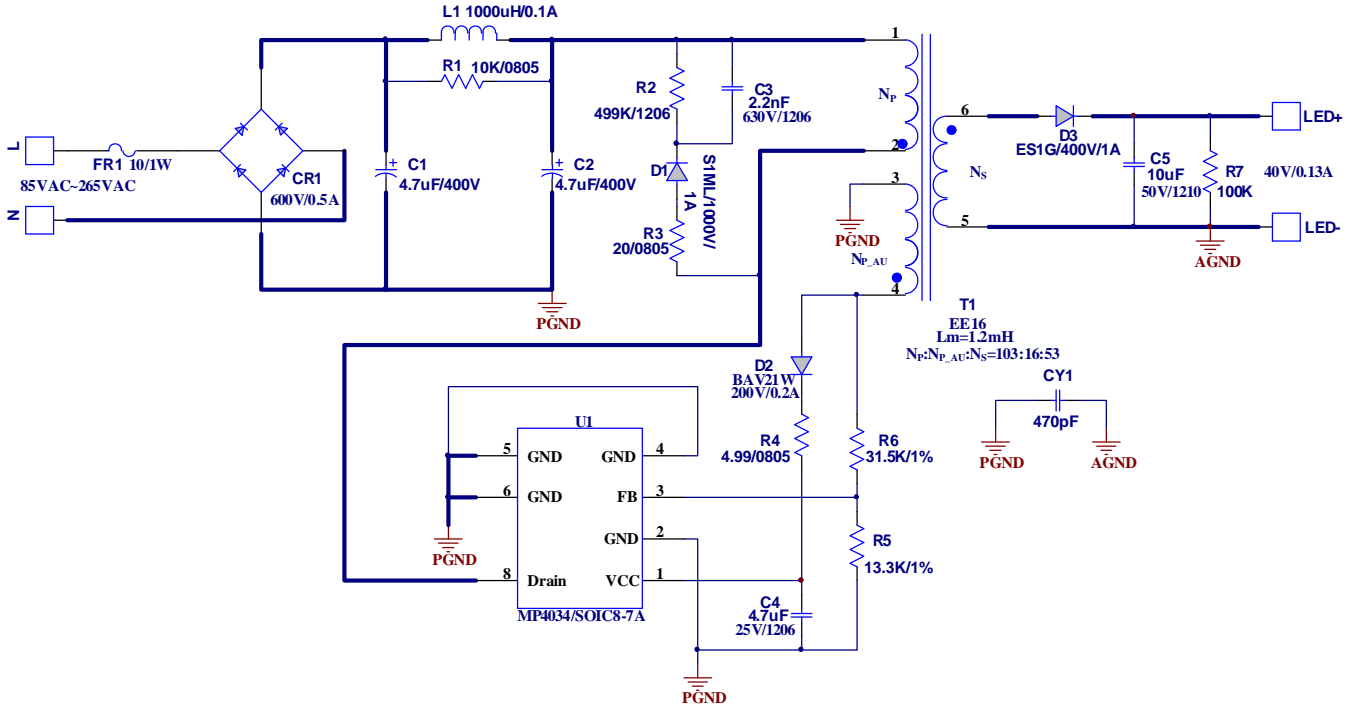 L1 1000uH/0.1A
R1 10K/0805
R2
499K/1206
C3
2.2nF
630V/1206
1
NP
2
3
NP_AU
4
6
NS
5
D3
ES1G/400V/1A
C5
10uF
50V/1210
R7
100K
LED+
40V/0.13A
LED-
AGND
L
FR1 10/1W
85VAC~265VAC
N
CR1
600V/0.5A
C1
4.7uF/400V
C2
4.7uF/400V
D1
S1ML/1000V/
1A
R3
20/0805
PGND
PGND
T1
EE16
Lm=1.2mH
NP:NP_AU:NS=103:16:53
D2
BAV21W
200V/0.2A
CY1
470pF
PGND
AGND
U1
5 GND
GND 4
6 GND
FB 3
GND 2
8 Drain
VCC 1
MP4034/SOIC8-7A
PGND
R4
4.99/0805
R6
31.5K/1%
R5
13.3K/1%
C4
4.7uF
25V/1206
PGND